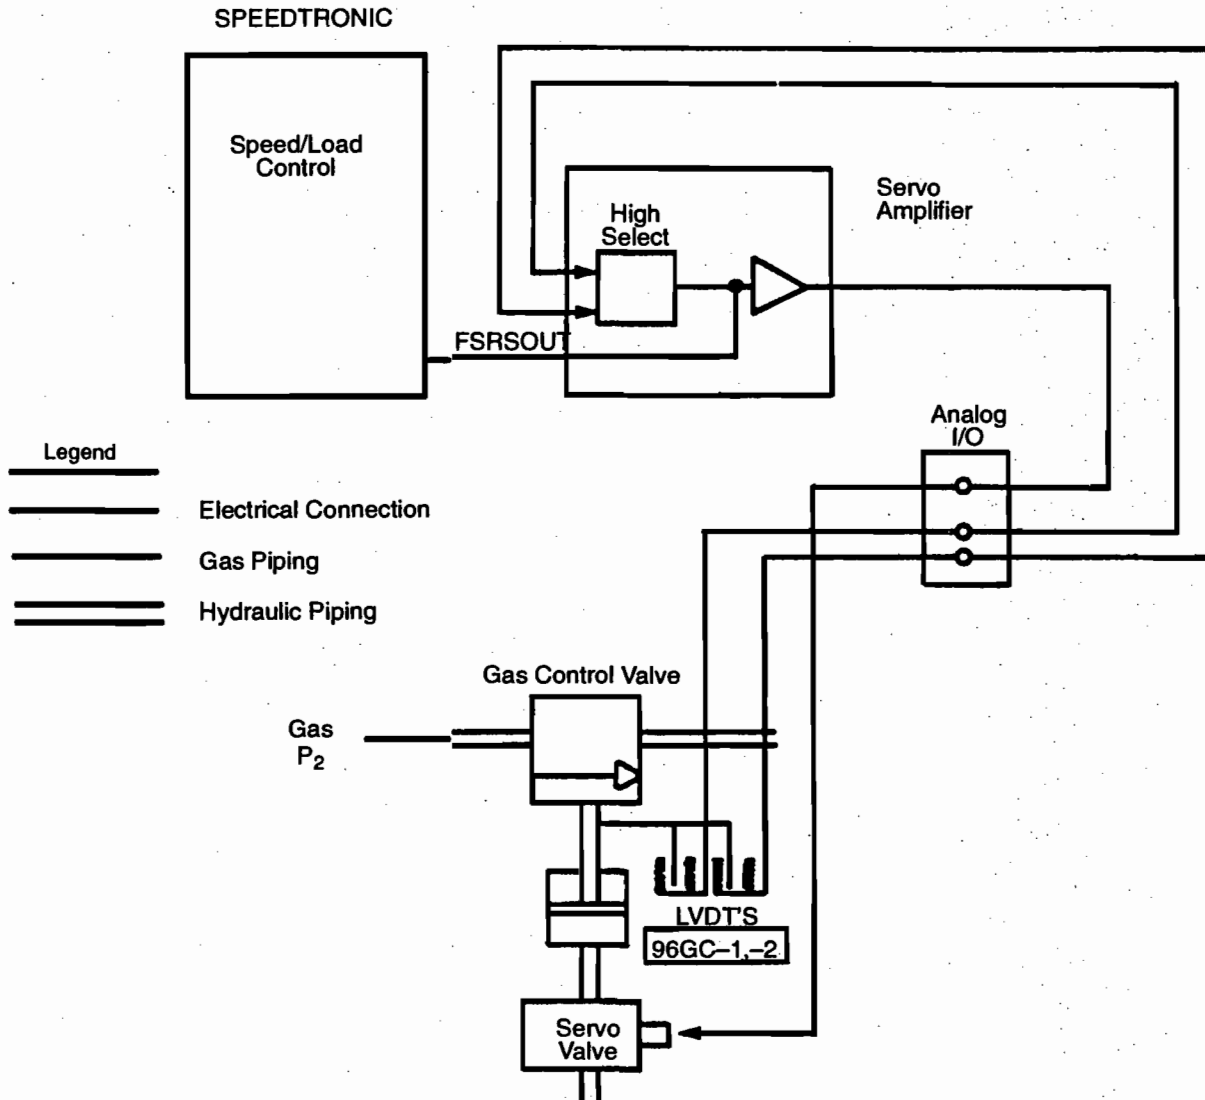 SPEEDTRONIC
Speed/Load
Control
High
Select
Servo
Amplifier
FSRSOUT
Analog
I/O
Legend
Electrical Connection
Gas Piping
Hydraulic Piping
Gas Control Valve
Gas
P₂
LVDT'S
96GC–1,–2
Servo
Valve